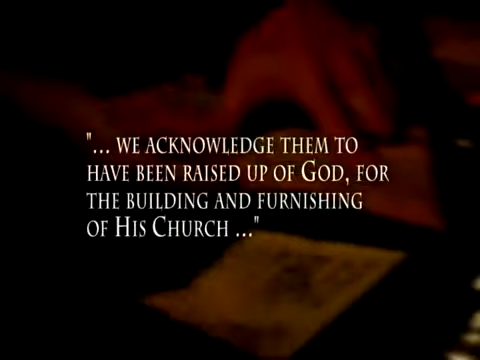 "... we acknowledge them to
have been raised up of God, for
the building and furnishing
of His Church ..."